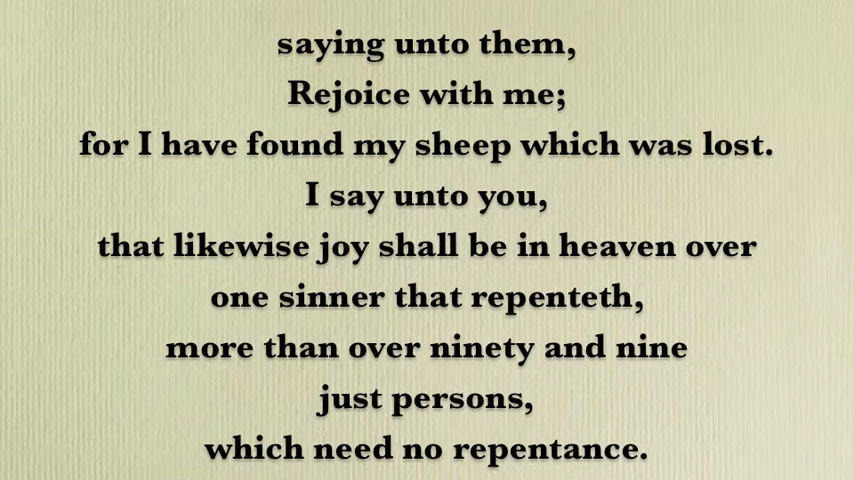 saying unto them,
Rejoice with me;
for I have found my sheep which was lost.
I say unto you,
that likewise joy shall be in heaven over
one sinner that repenteth,
more than over ninety and nine
just persons,
which need no repentance.